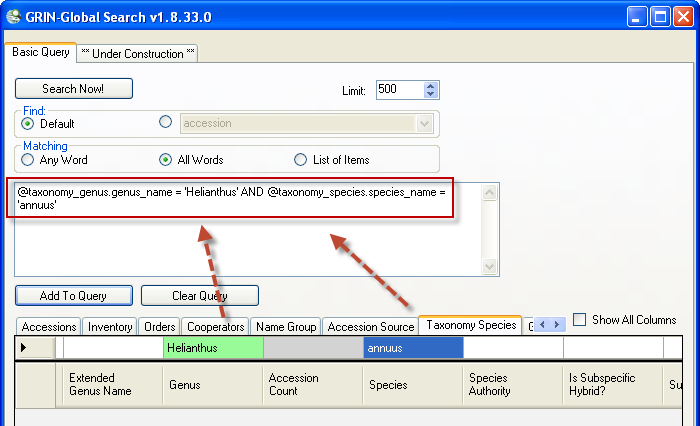 GRIN-Global Search v1.8.33.0
Basic Query
** Under Construction **
Search Now!
Limit:
500
Find:
Default
accession
Matching
Any Word
All Words
List of Items
@taxonomy_genus.genus_name = 'Helianthus' AND @taxonomy_species.species_name =
'annuus'
Add To Query
Clear Query
Accessions
Inventory
Orders
Cooperators
Name Group
Accession Source
Taxonomy Species
Show All Columns
Helianthus
annuus
Extended
Genus Name
Genus
Accession
Count
Species
Species
Authority
Is Subspecific
Hybrid?
Su